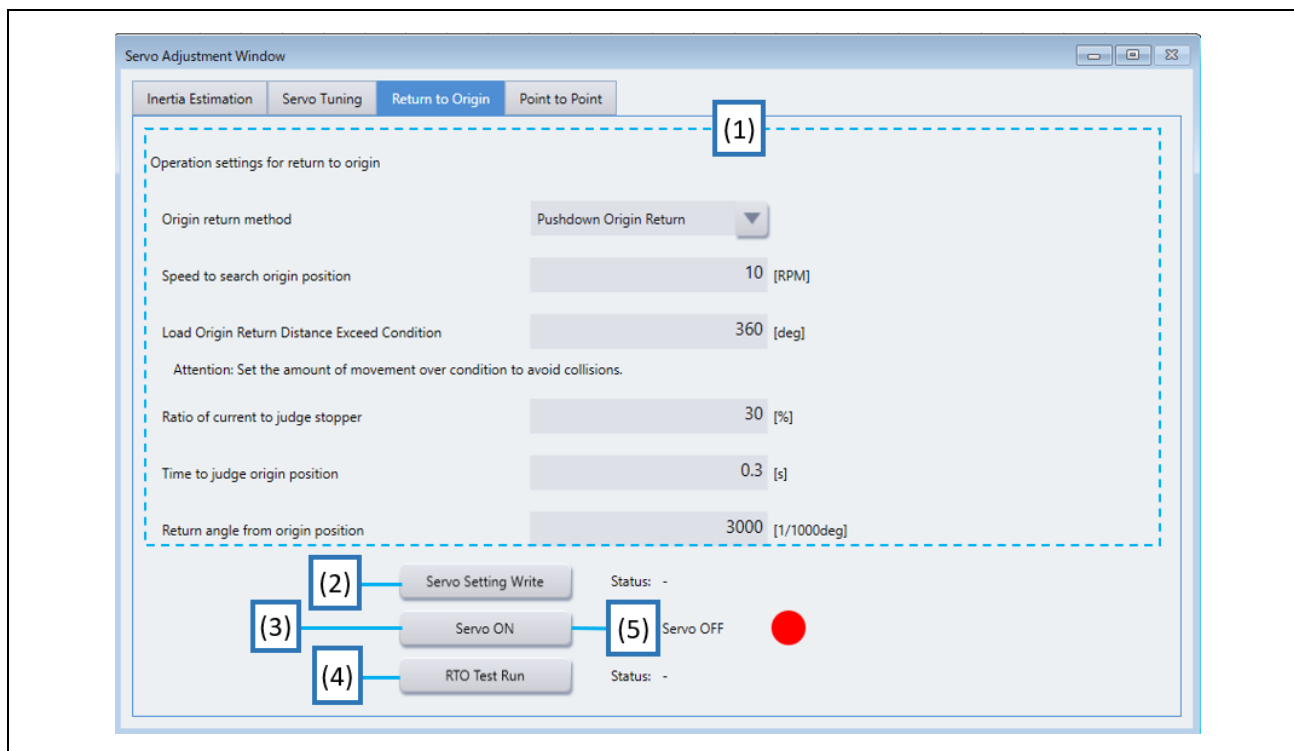 Servo Adjustment Window
Inertia Estimation Servo Tuning Return to Origin Point to Point
(1)
Operation settings for return to origin
Origin return method Pushdown Origin Return
Speed to search origin position 10 [RPM]
Load Origin Return Distance Exceed Condition 360 [deg]
Attention: Set the amount of movement over condition to avoid collisions.
Ratio of current to judge stopper 30 [%]
Time to judge origin position 0.3 [s]
Return angle from origin position 3000 [1/1000deg]
(2) Servo Setting Write Status: -
(3) Servo ON (5) Servo OFF
(4) RTO Test Run Status: -